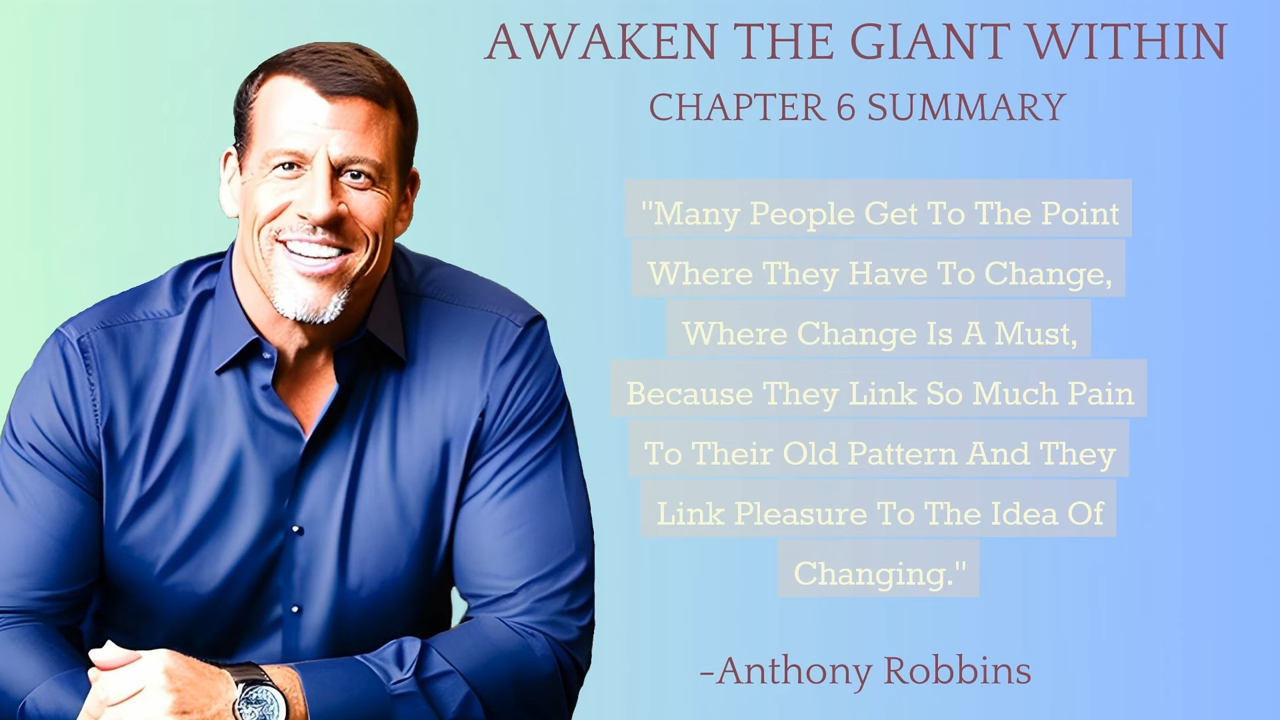 AWAKEN THE GIANT WITHIN
CHAPTER 6 SUMMARY
"Many People Get To The Point
Where They Have To Change,
Where Change Is A Must,
Because They Link So Much Pain
To Their Old Pattern And They
Link Pleasure To The Idea Of
Changing."
–Anthony Robbins